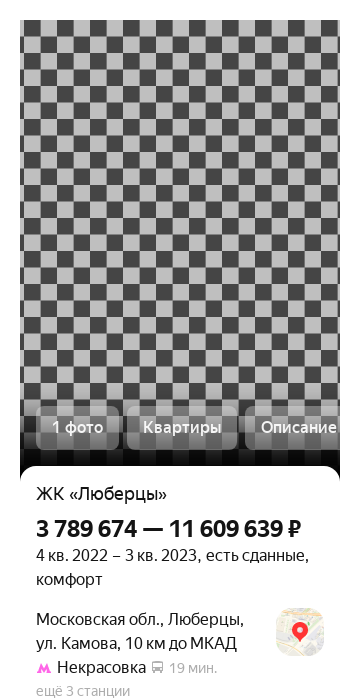 1 фото Квартиры Описание
ЖК «Люберцы»
3 789 674 — 11 609 639 ₽
4 кв. 2022 – 3 кв. 2023, есть сданные,
комфорт
Московская обл., Люберцы,
ул. Камова, 10 км до МКАД
Некрасовка 19 мин.
ещё 3 станции